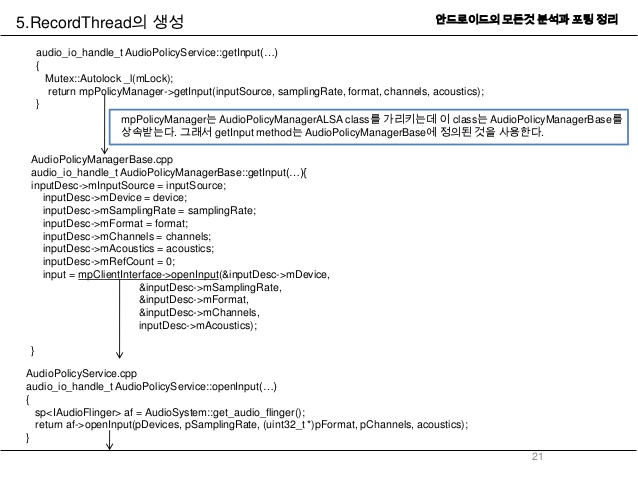 5.RecordThread의 생성
안드로이드의 모든것 분석과 포팅 정리
audio_io_handle_t AudioPolicyService::getInput(…)
{
Mutex::Autolock _l(mLock);
return mpPolicyManager->getInput(inputSource, samplingRate, format, channels, acoustics);
}
mpPolicyManager는 AudioPolicyManagerALSA class를 가리키는데 이 class는 AudioPolicyManagerBase를
상속받는다. 그래서 getInput method는 AudioPolicyManagerBase에 정의된 것을 사용한다.
AudioPolicyManagerBase.cpp
audio_io_handle_t AudioPolicyManagerBase::getInput(…){
inputDesc->mInputSource = inputSource;
inputDesc->mDevice = device;
inputDesc->mSamplingRate = samplingRate;
inputDesc->mFormat = format;
inputDesc->mChannels = channels;
inputDesc->mAcoustics = acoustics;
inputDesc->mRefCount = 0;
input = mpClientInterface->openInput(&inputDesc->mDevice,
&inputDesc->mSamplingRate,
&inputDesc->mFormat,
&inputDesc->mChannels,
inputDesc->mAcoustics);
}
AudioPolicyService.cpp
audio_io_handle_t AudioPolicyService::openInput(…)
{
sp<IAudioFlinger> af = AudioSystem::get_audio_flinger();
return af->openInput(pDevices, pSamplingRate, (uint32_t *)pFormat, pChannels, acoustics);
}
21